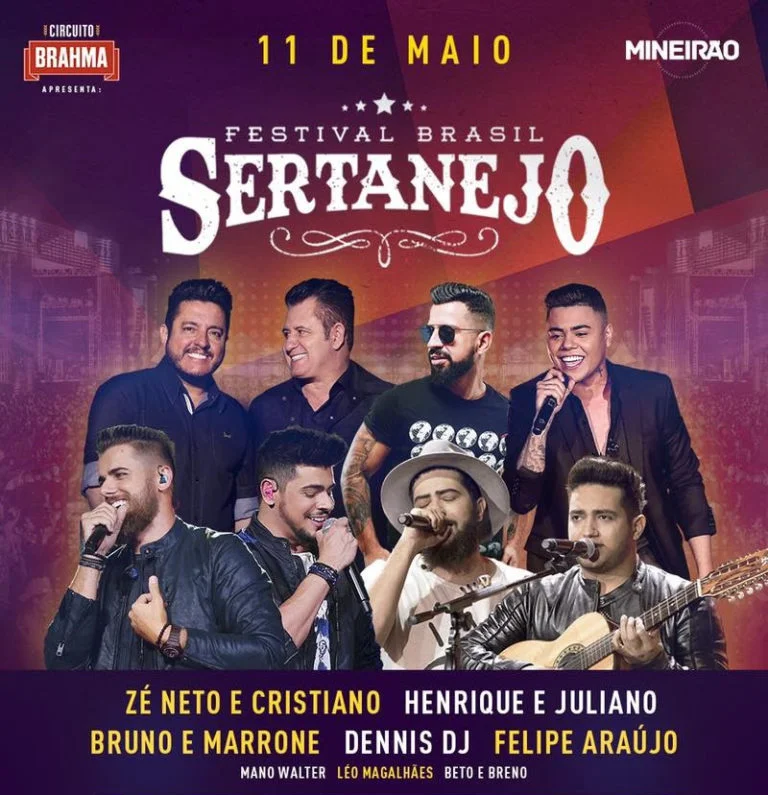 CIRCUITO
BRAHMA
APRESENTA:
11 DE MAIO
MINEIRÃO
FESTIVAL BRASIL
SERTANEJO
ZÉ NETO E CRISTIANO HENRIQUE E JULIANO
BRUNO E MARRONE DENNIS DJ FELIPE ARAÚJO
MANO WALTER LÉO MAGALHÃES BETO E BRENO